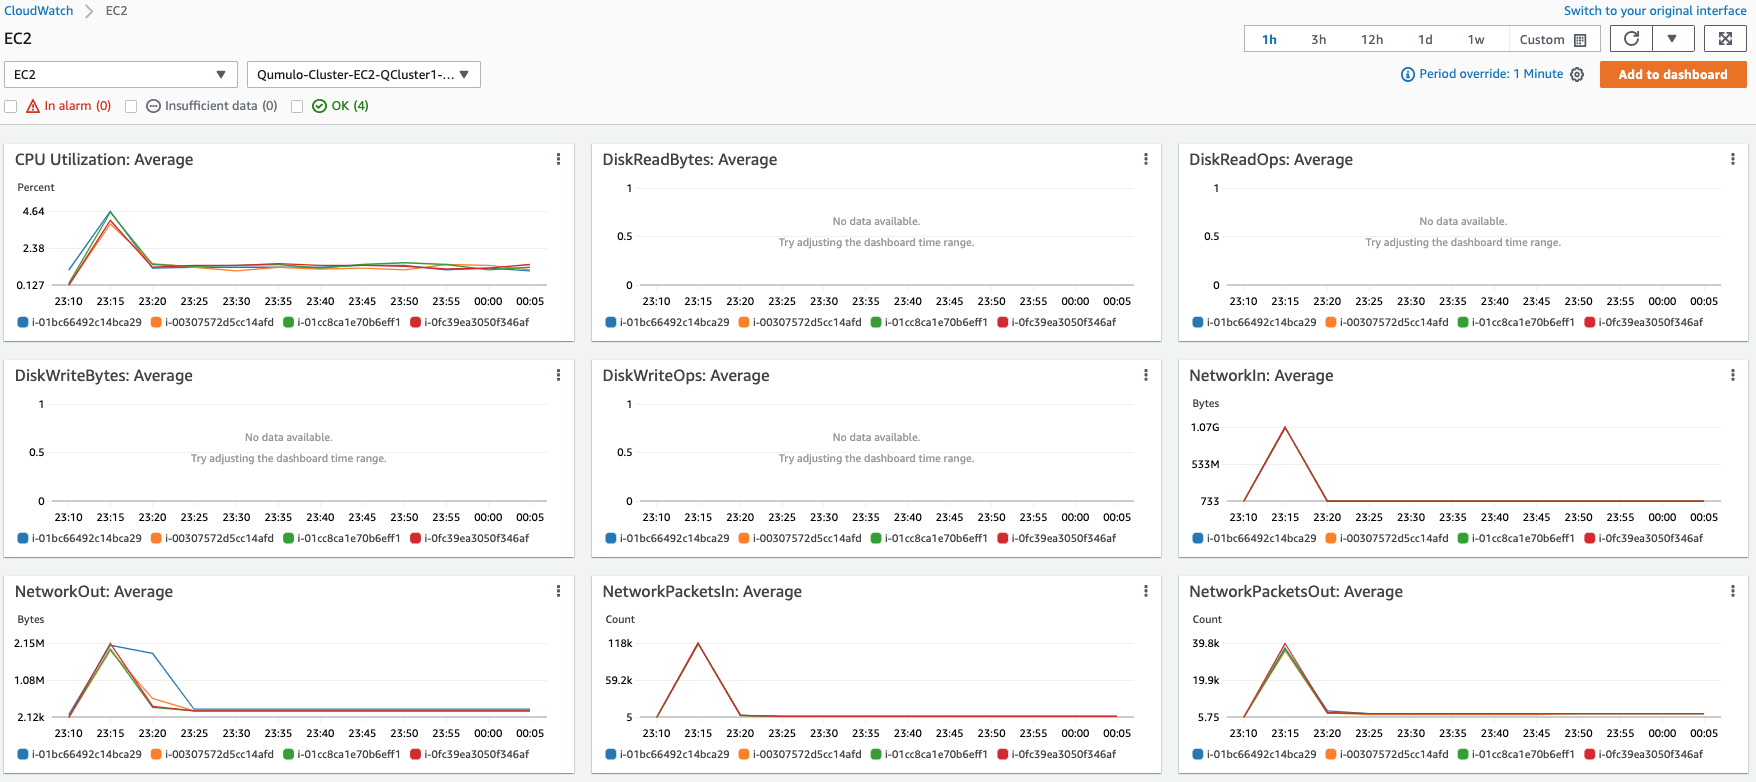 CloudWatch EC2
Switch to your original interface
EC2
1h 3h 12h 1d 1w Custom
EC2 Qumulo-Cluster-EC2-QCluster1-...
Period override: 1 Minute Add to dashboard
In alarm (0) Insufficient data (0) OK (4)
CPU Utilization: Average
Percent
4.64
2.38
0.127
23:10 23:15 23:20 23:25 23:30 23:35 23:40 23:45 23:50 23:55 00:00 00:05
i-01bc66492c14bca29 i-00307572d5cc14afd i-01cc8ca1e70b6eff1 i-0fc39ea3050f346af
DiskReadBytes: Average
1
No data available.
0.5
Try adjusting the dashboard time range.
0
23:10 23:15 23:20 23:25 23:30 23:35 23:40 23:45 23:50 23:55 00:00 00:05
i-01bc66492c14bca29 i-00307572d5cc14afd i-01cc8ca1e70b6eff1 i-0fc39ea3050f346af
DiskReadOps: Average
1
No data available.
0.5
Try adjusting the dashboard time range.
0
23:10 23:15 23:20 23:25 23:30 23:35 23:40 23:45 23:50 23:55 00:00 00:05
i-01bc66492c14bca29 i-00307572d5cc14afd i-01cc8ca1e70b6eff1 i-0fc39ea3050f346af
DiskWriteBytes: Average
1
No data available.
0.5
Try adjusting the dashboard time range.
0
23:10 23:15 23:20 23:25 23:30 23:35 23:40 23:45 23:50 23:55 00:00 00:05
i-01bc66492c14bca29 i-00307572d5cc14afd i-01cc8ca1e70b6eff1 i-0fc39ea3050f346af
DiskWriteOps: Average
1
No data available.
0.5
Try adjusting the dashboard time range.
0
23:10 23:15 23:20 23:25 23:30 23:35 23:40 23:45 23:50 23:55 00:00 00:05
i-01bc66492c14bca29 i-00307572d5cc14afd i-01cc8ca1e70b6eff1 i-0fc39ea3050f346af
NetworkIn: Average
Bytes
1.07G
533M
733
23:10 23:15 23:20 23:25 23:30 23:35 23:40 23:45 23:50 23:55 00:00 00:05
i-01bc66492c14bca29 i-00307572d5cc14afd i-01cc8ca1e70b6eff1 i-0fc39ea3050f346af
NetworkOut: Average
Bytes
2.15M
1.08M
2.12k
23:10 23:15 23:20 23:25 23:30 23:35 23:40 23:45 23:50 23:55 00:00 00:05
i-01bc66492c14bca29 i-00307572d5cc14afd i-01cc8ca1e70b6eff1 i-0fc39ea3050f346af
NetworkPacketsIn: Average
Count
118k
59.2k
5
23:10 23:15 23:20 23:25 23:30 23:35 23:40 23:45 23:50 23:55 00:00 00:05
i-01bc66492c14bca29 i-00307572d5cc14afd i-01cc8ca1e70b6eff1 i-0fc39ea3050f346af
NetworkPacketsOut: Average
Count
39.8k
19.9k
5.75
23:10 23:15 23:20 23:25 23:30 23:35 23:40 23:45 23:50 23:55 00:00 00:05
i-01bc66492c14bca29 i-00307572d5cc14afd i-01cc8ca1e70b6eff1 i-0fc39ea3050f346af